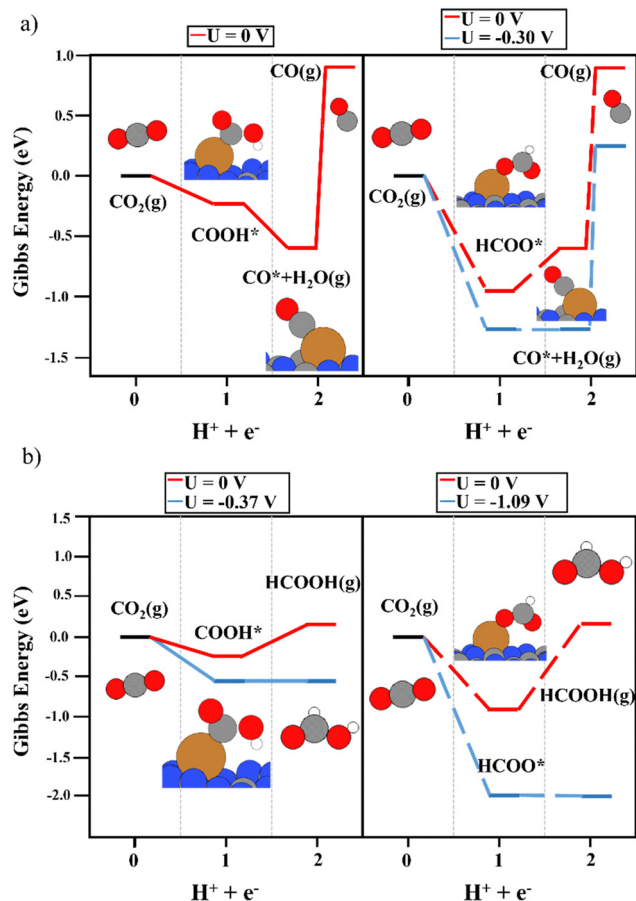 a)
U = 0 V
U = 0 V
U = -0.30 V
Gibbs Energy (eV)
1.0
0.5
0.0
-0.5
-1.0
-1.5
CO₂(g)
COOH*
CO*+H₂O(g)
CO(g)
CO₂(g)
HCOO*
CO*+H₂O(g)
CO(g)
0 1 2
0 1 2
H⁺ + e⁻
H⁺ + e⁻
b)
U = 0 V
U = -0.37 V
U = 0 V
U = -1.09 V
Gibbs Energy (eV)
1.5
1.0
0.5
0.0
-0.5
-1.0
-1.5
-2.0
CO₂(g)
COOH*
HCOOH(g)
CO₂(g)
HCOO*
HCOOH(g)
0 1 2
0 1 2
H⁺ + e⁻
H⁺ + e⁻